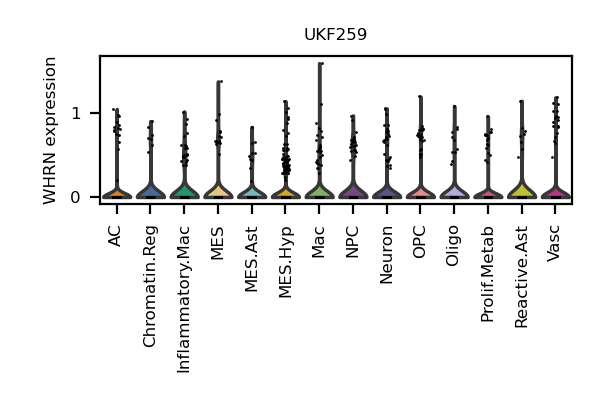 UKF259
WHRN expression
1
0
AC
Chromatin.Reg
Inflammatory.Mac
MES
MES.Ast
MES.Hyp
Mac
NPC
Neuron
OPC
Oligo
Prolif.Metab
Reactive.Ast
Vasc